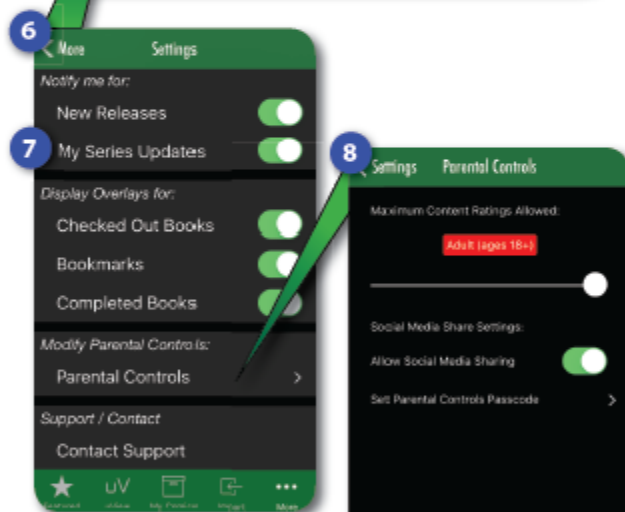 6
More Settings
Notify me for:
New Releases
7 My Series Updates
Display Overlays for:
Checked Out Books
Bookmarks
Completed Books
Modify Parental Controls:
Parental Controls
Support / Contact
Contact Support
uV
More
8
Settings Parental Controls
Maximum Content Ratings Allowed:
Adult (ages 18+)
Social Media Share Settings:
Allow Social Media Sharing
Set Parental Controls Passcode